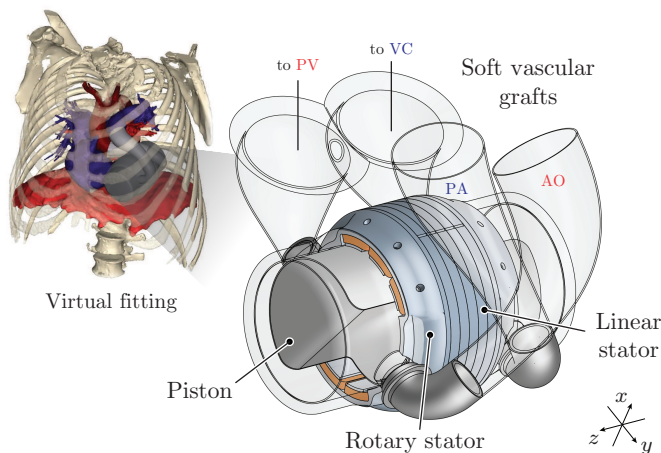 to PV
to VC
Soft vascular
grafts
PA
AO
Virtual fitting
Linear
stator
Piston
Rotary stator
x
z
y